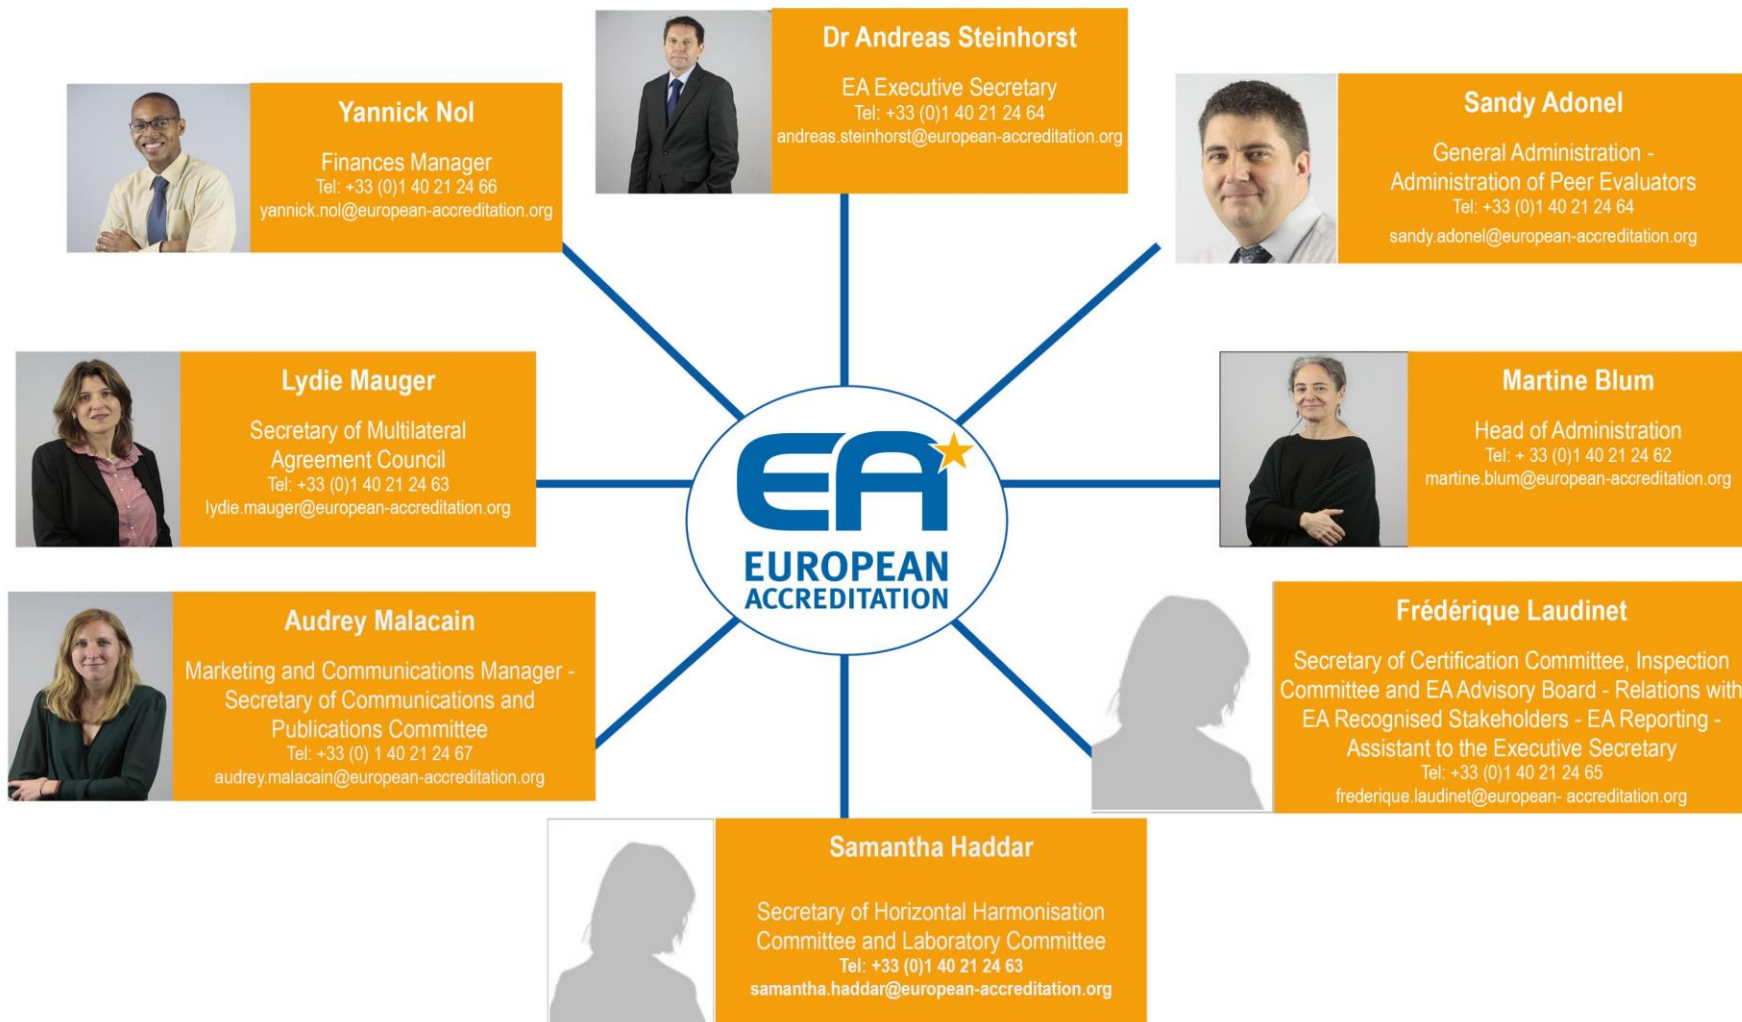 Dr Andreas Steinhorst
EA Executive Secretary
Tel: +33 (0)1 40 21 24 64
andreas.steinhorst@european-accreditation.org
Yannick Nol
Finances Manager
Tel: +33 (0)1 40 21 24 66
yannick.nol@european-accreditation.org
Sandy Adonel
General Administration -
Administration of Peer Evaluators
Tel: +33 (0)1 40 21 24 64
sandy.adonel@european-accreditation.org
Lydie Mauger
Secretary of Multilateral
Agreement Council
Tel: +33 (0)1 40 21 24 63
lydie.mauger@european-accreditation.org
Martine Blum
Head of Administration
Tel: + 33 (0)1 40 21 24 62
martine.blum@european-accreditation.org
EA
EUROPEAN
ACCREDITATION
Audrey Malacain
Marketing and Communications Manager -
Secretary of Communications and
Publications Committee
Tel: +33 (0) 1 40 21 24 67
audrey.malacain@european-accreditation.org
Frédérique Laudinet
Secretary of Certification Committee, Inspection
Committee and EA Advisory Board - Relations with
EA Recognised Stakeholders - EA Reporting -
Assistant to the Executive Secretary
Tel: +33 (0)1 40 21 24 65
frederique.laudinet@european- accreditation.org
Samantha Haddar
Secretary of Horizontal Harmonisation
Committee and Laboratory Committee
Tel: +33 (0)1 40 21 24 63
samantha.haddar@european-accreditation.org